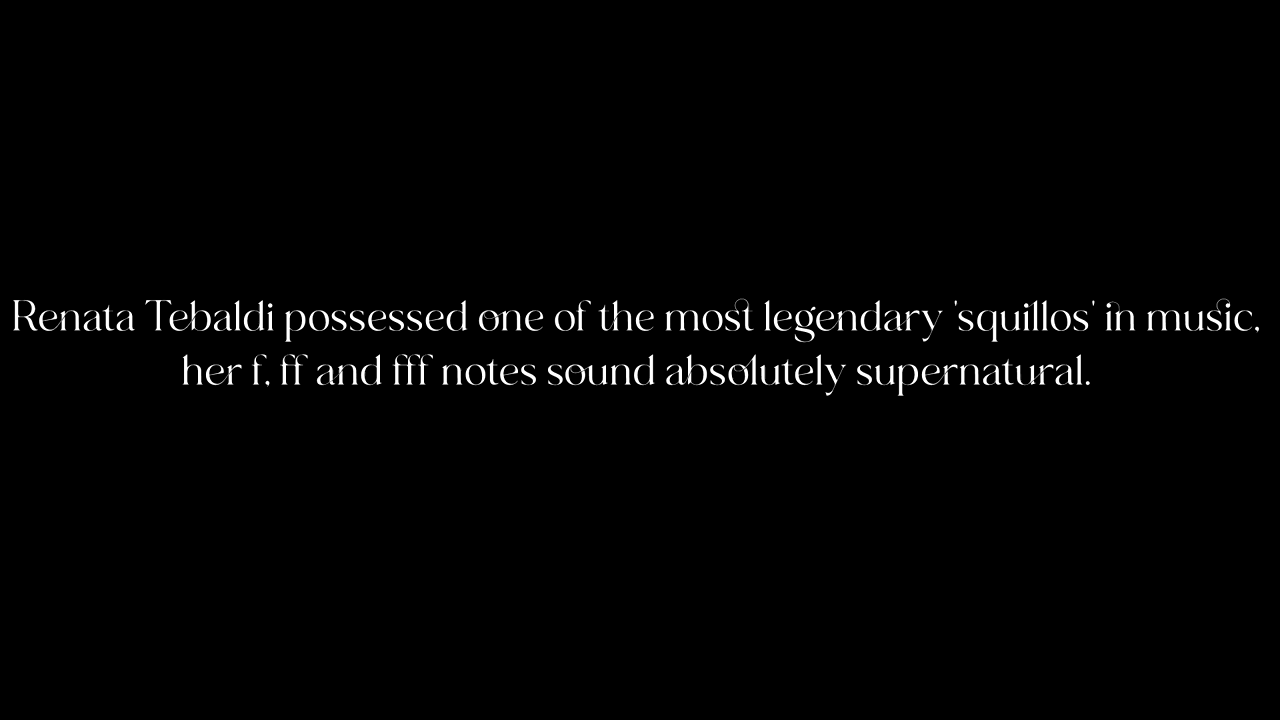 Renata Tebaldi possessed one of the most legendary 'squillos' in music,
her f, ff and fff notes sound absolutely supernatural.